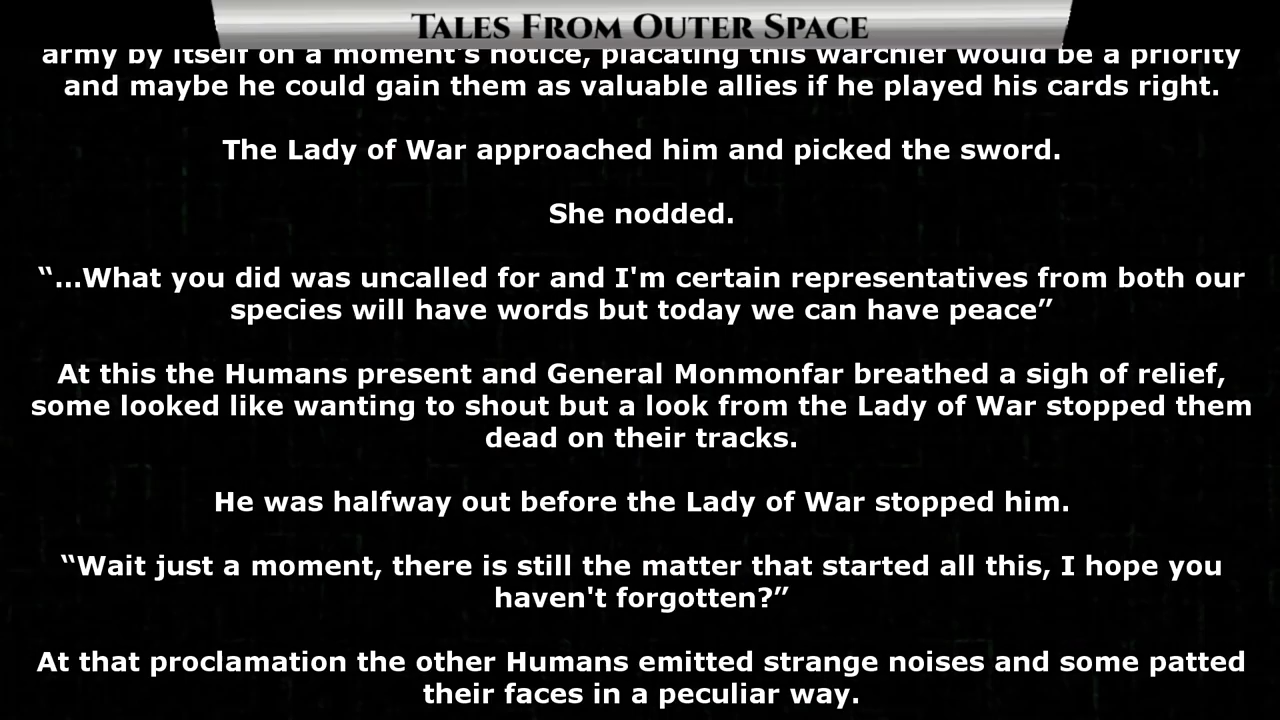 Tales From Outer Space
army by itself on a moment's notice, placating this warchief would be a priority
and maybe he could gain them as valuable allies if he played his cards right.
The Lady of War approached him and picked the sword.
She nodded.
“...What you did was uncalled for and I'm certain representatives from both our
species will have words but today we can have peace”
At this the Humans present and General Monmonfar breathed a sigh of relief,
some looked like wanting to shout but a look from the Lady of War stopped them
dead on their tracks.
He was halfway out before the Lady of War stopped him.
“Wait just a moment, there is still the matter that started all this, I hope you
haven't forgotten?”
At that proclamation the other Humans emitted strange noises and some patted
their faces in a peculiar way.